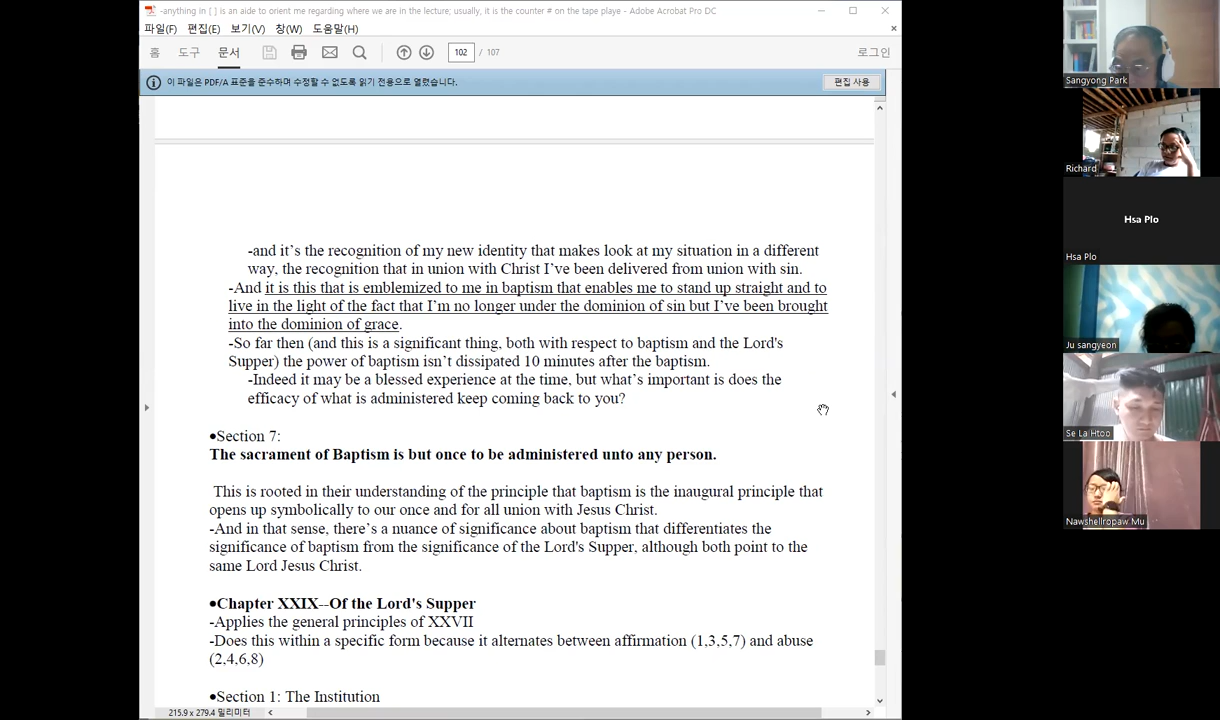 -anything in [ ] is an aide to orient me regarding where we are in the lecture; usually, it is the counter # on the tape playe - Adobe Acrobat Pro DC
파일(F) 편집(E) 보기(V) 창(W) 도움말(H)
홈 도구 문서 102 / 107 로그인
이 파일은 PDF/A 표준을 준수하며 수정할 수 없도록 읽기 전용으로 열렸습니다. 편집 사용
-and it's the recognition of my new identity that makes look at my situation in a different
way, the recognition that in union with Christ I've been delivered from union with sin.
-And it is this that is emblemized to me in baptism that enables me to stand up straight and to
live in the light of the fact that I'm no longer under the dominion of sin but I've been brought
into the dominion of grace.
-So far then (and this is a significant thing, both with respect to baptism and the Lord's
Supper) the power of baptism isn't dissipated 10 minutes after the baptism.
-Indeed it may be a blessed experience at the time, but what's important is does the
efficacy of what is administered keep coming back to you?
•Section 7:
The sacrament of Baptism is but once to be administered unto any person.
This is rooted in their understanding of the principle that baptism is the inaugural principle that
opens up symbolically to our once and for all union with Jesus Christ.
-And in that sense, there's a nuance of significance about baptism that differentiates the
significance of baptism from the significance of the Lord's Supper, although both point to the
same Lord Jesus Christ.
•Chapter XXIX--Of the Lord's Supper
-Applies the general principles of XXVII
-Does this within a specific form because it alternates between affirmation (1,3,5,7) and abuse
(2,4,6,8)
•Section 1: The Institution
215.9 x 279.4 밀리미터
Sangyong Park
Richard
Hsa Plo
Hsa Plo
Ju sangyeon
Se La Htoo
Nawshellropaw Mu